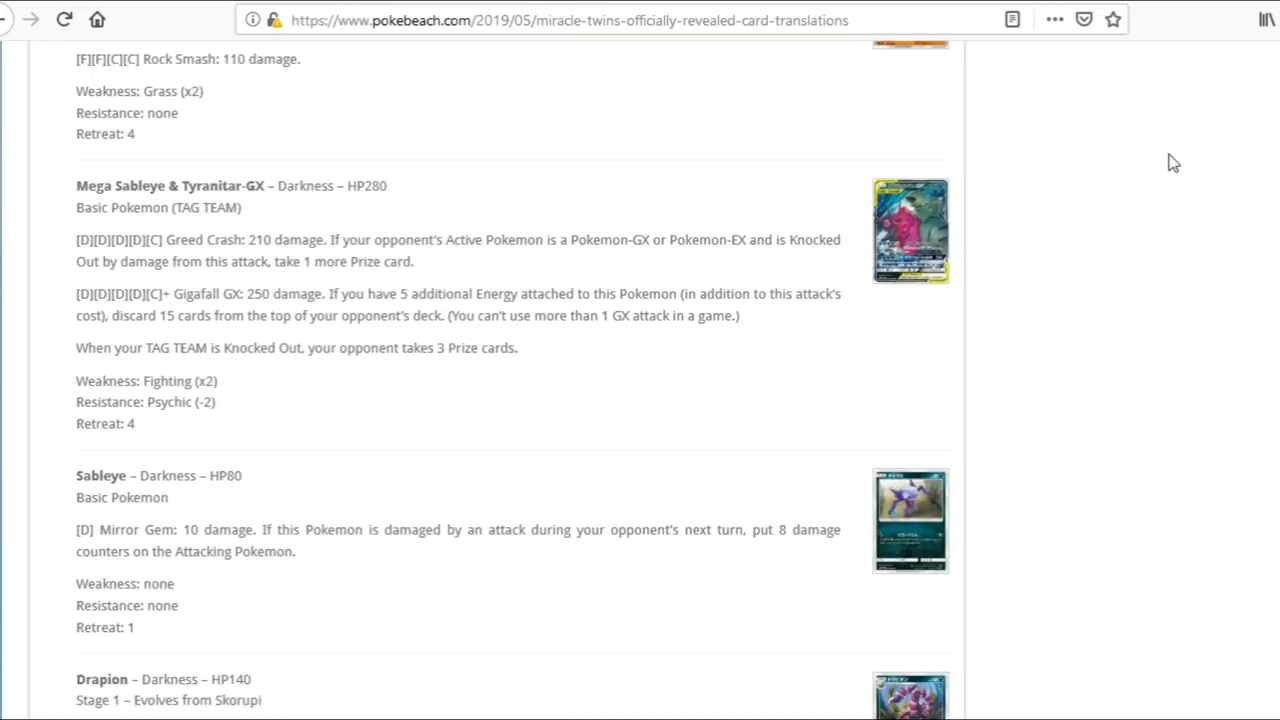 https://www.pokebeach.com/2019/05/miracle-twins-officially-revealed-card-translations
[F][F][C][C] Rock Smash: 110 damage.
Weakness: Grass (x2)
Resistance: none
Retreat: 4
Mega Sableye & Tyranitar-GX – Darkness – HP280
Basic Pokemon (TAG TEAM)
[D][D][D][D][C] Greed Crash: 210 damage. If your opponent's Active Pokemon is a Pokemon-GX or Pokemon-EX and is Knocked
Out by damage from this attack, take 1 more Prize card.
[D][D][D][D][C]+ Gigafall GX: 250 damage. If you have 5 additional Energy attached to this Pokemon (in addition to this attack's
cost), discard 15 cards from the top of your opponent's deck. (You can't use more than 1 GX attack in a game.)
When your TAG TEAM is Knocked Out, your opponent takes 3 Prize cards.
Weakness: Fighting (x2)
Resistance: Psychic (-2)
Retreat: 4
Sableye – Darkness – HP80
Basic Pokemon
[D] Mirror Gem: 10 damage. If this Pokemon is damaged by an attack during your opponent's next turn, put 8 damage
counters on the Attacking Pokemon.
Weakness: none
Resistance: none
Retreat: 1
Drapion – Darkness – HP140
Stage 1 – Evolves from Skorupi